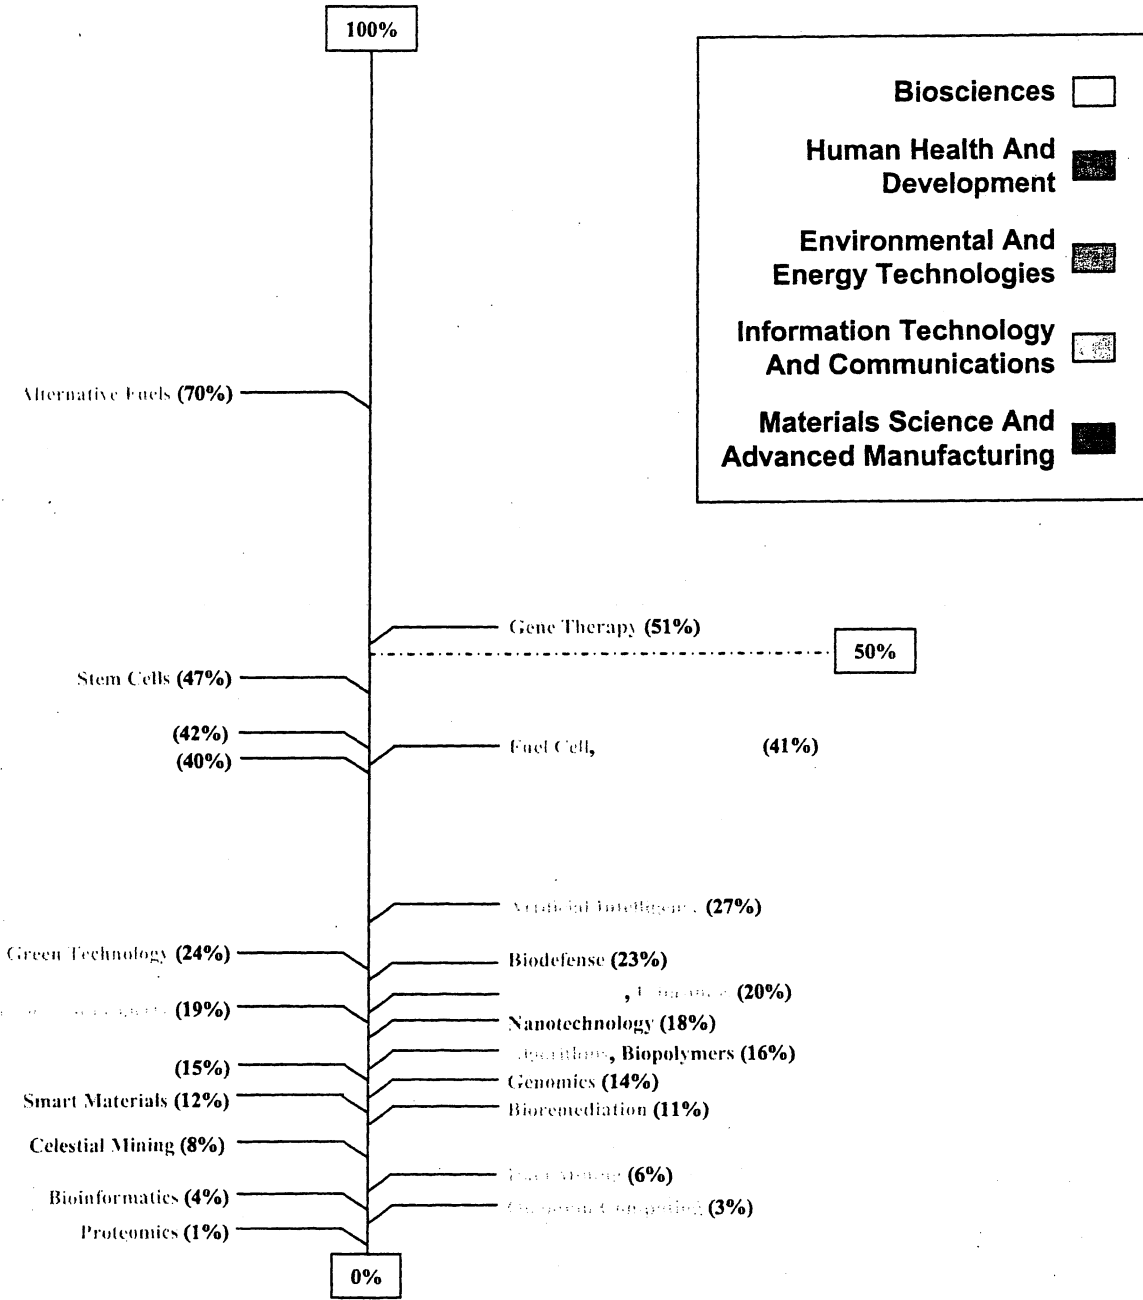 100%
Biosciences
Human Health And
Development
Environmental And
Energy Technologies
Information Technology
And Communications
Materials Science And
Advanced Manufacturing
Alternative Fuels (70%)
Gene Therapy (51%)
50%
Stem Cells (47%)
(42%)
Fuel Cell, (41%)
(40%)
Artificial Intelligence (27%)
Green Technology (24%)
Biodefense (23%)
(20%)
(19%)
Nanotechnology (18%)
, Biopolymers (16%)
(15%)
Genomics (14%)
Smart Materials (12%)
Bioremediation (11%)
Celestial Mining (8%)
(6%)
Bioinformatics (4%)
(3%)
Proteomics (1%)
0%